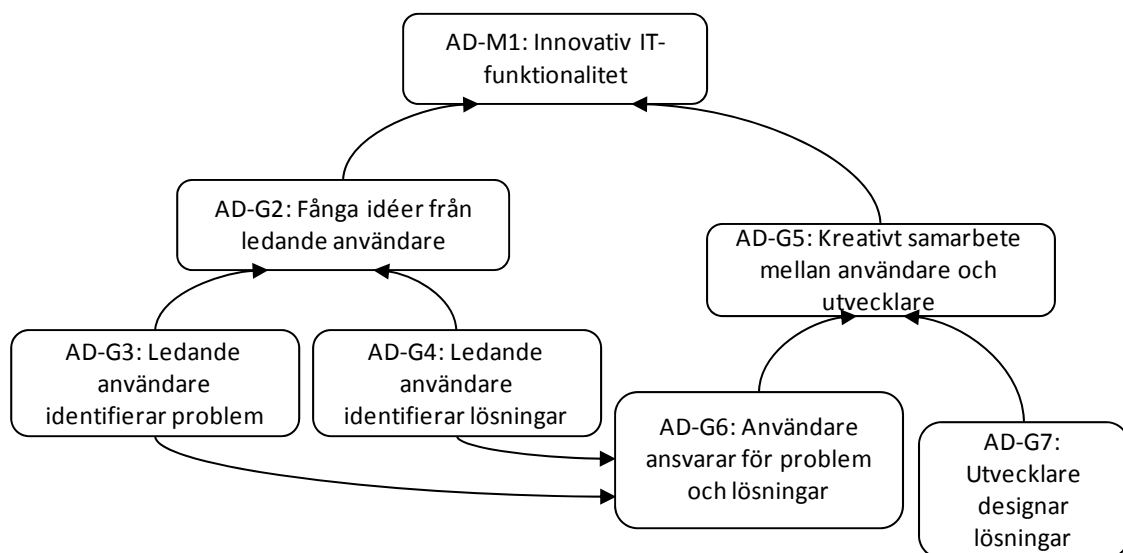 AD-M1: Innovativ IT-
funktionalitet
AD-G2: Fånga idéer från
ledande användare
AD-G5: Kreativt samarbete
mellan användare och
utvecklare
AD-G3: Ledande
användare
identifierar problem
AD-G4: Ledande
användare
identifierar lösningar
AD-G6: Användare
ansvarar för problem
och lösningar
AD-G7:
Utvecklare
designar
lösningar